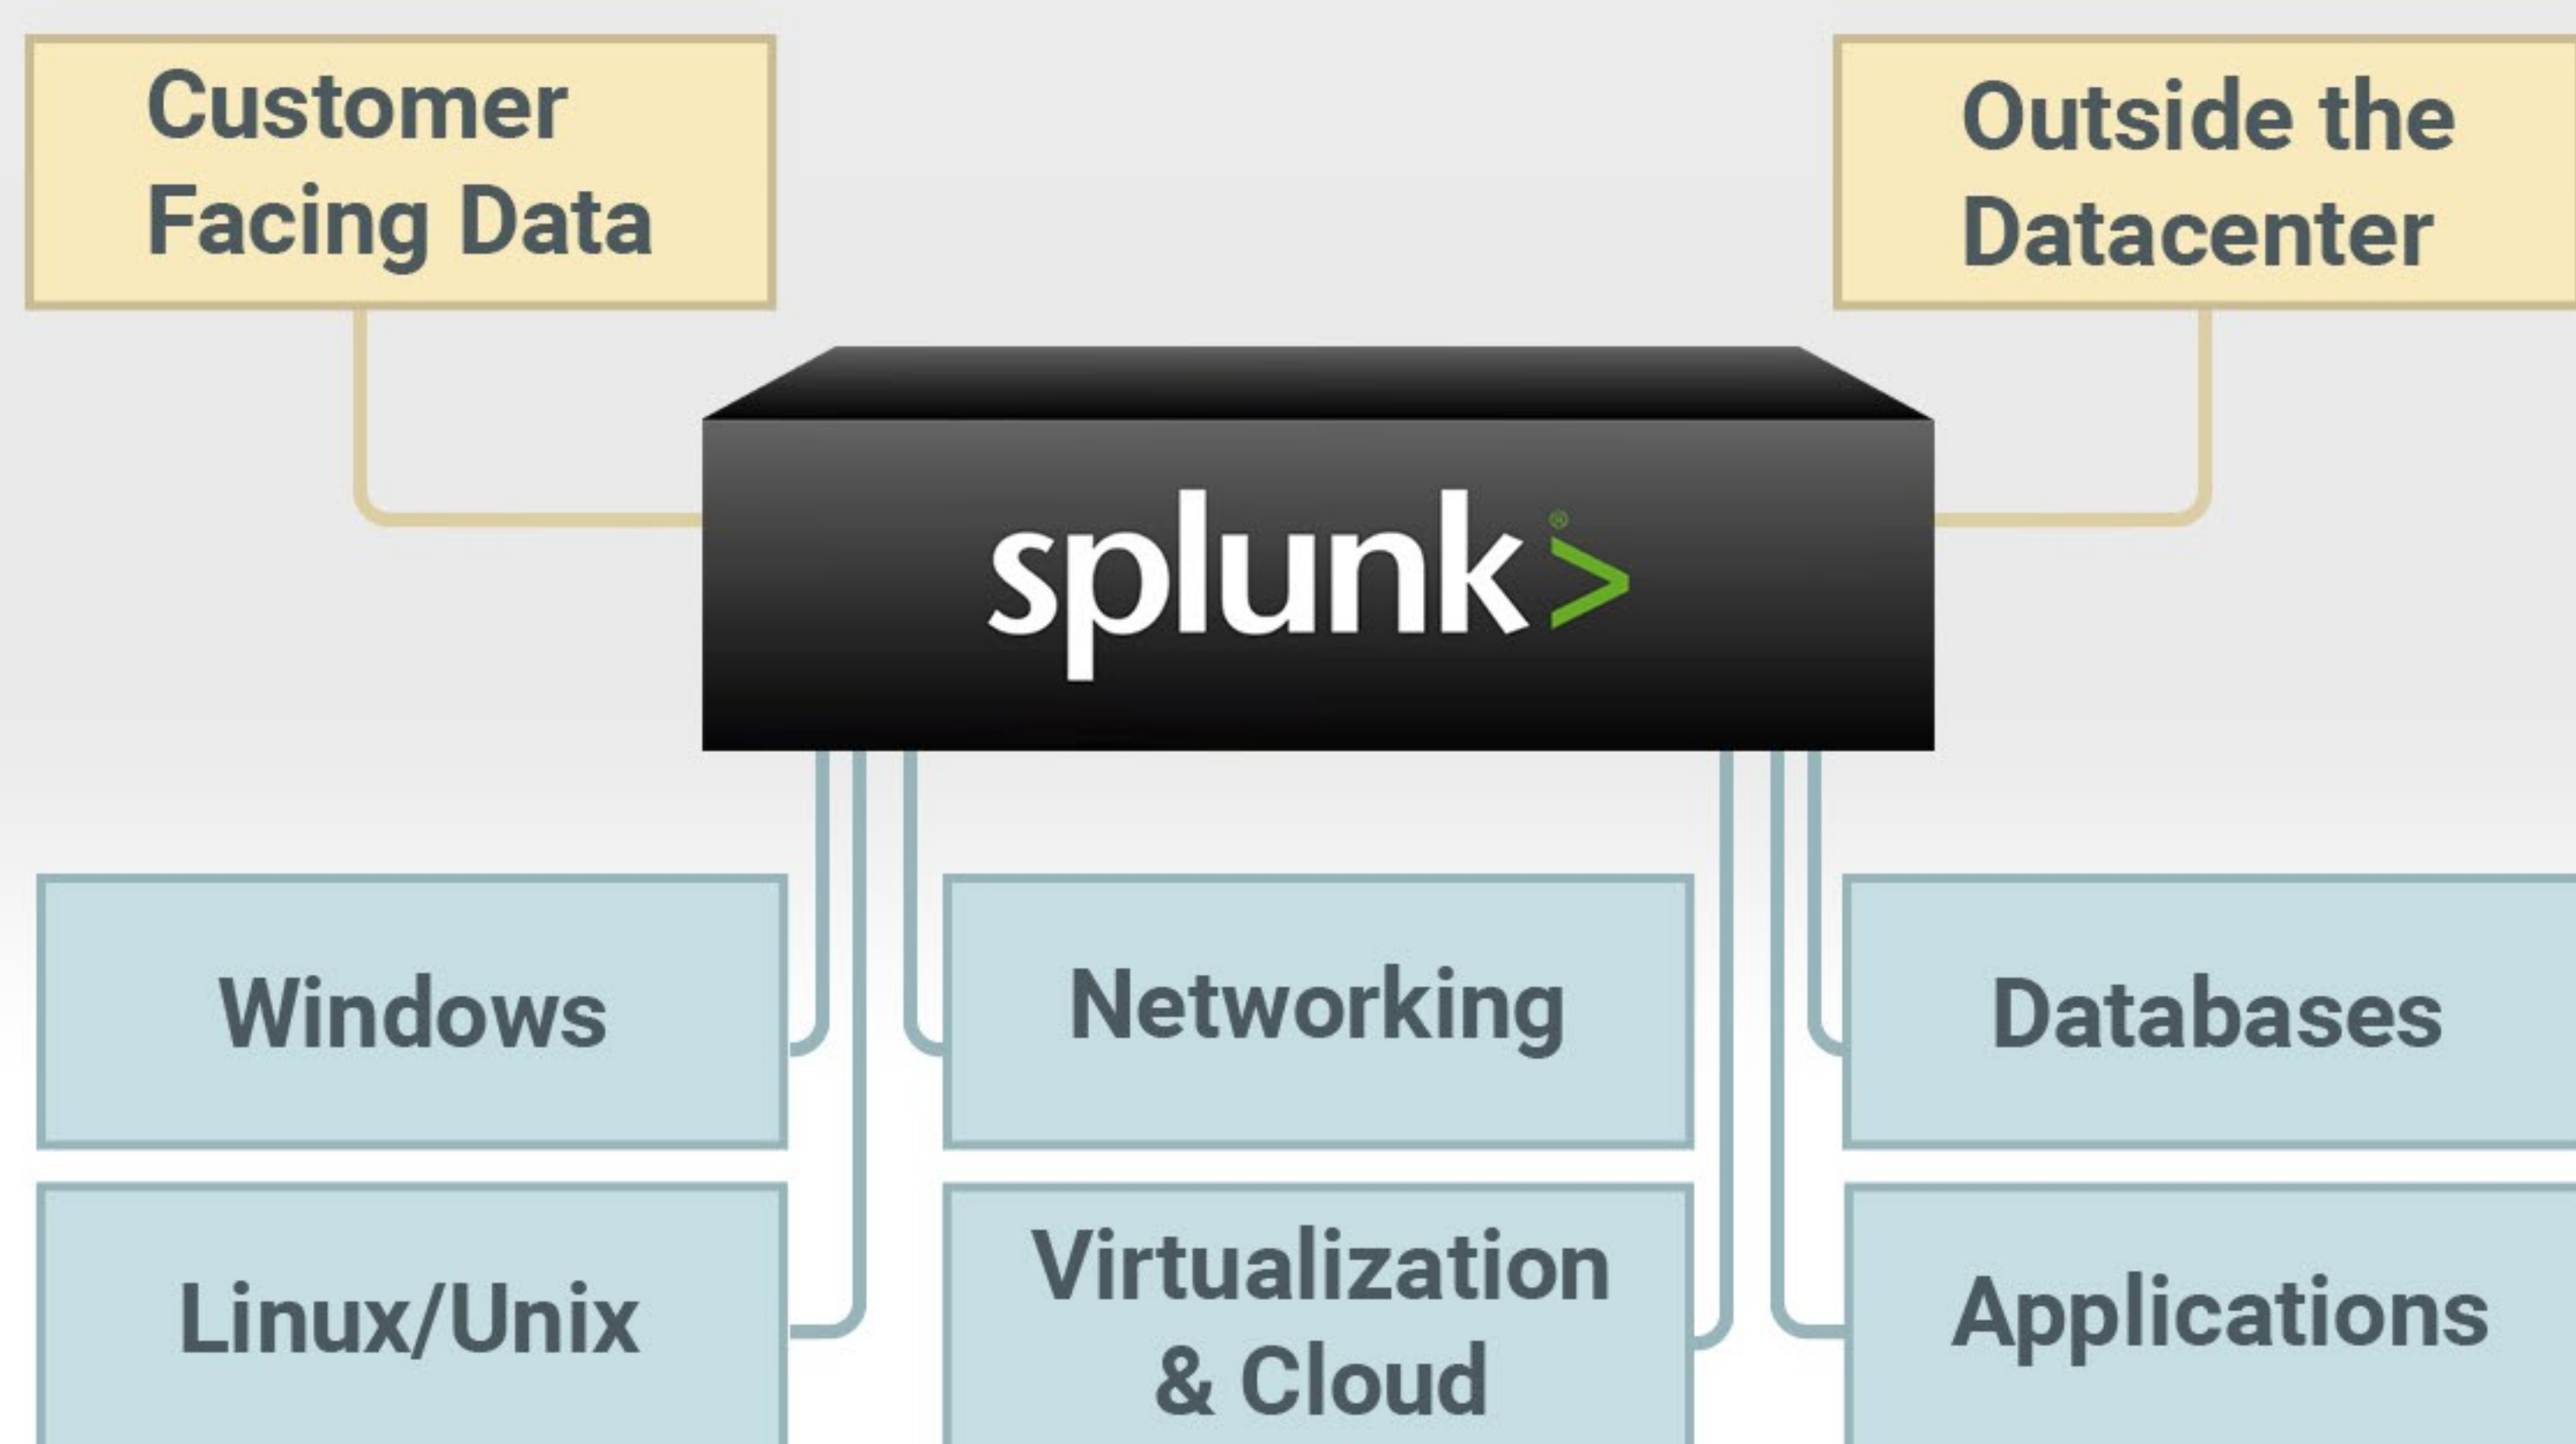 Customer
Facing Data
Outside the
Datacenter
splunk>®
Windows
Networking
Databases
Linux/Unix
Virtualization
& Cloud
Applications